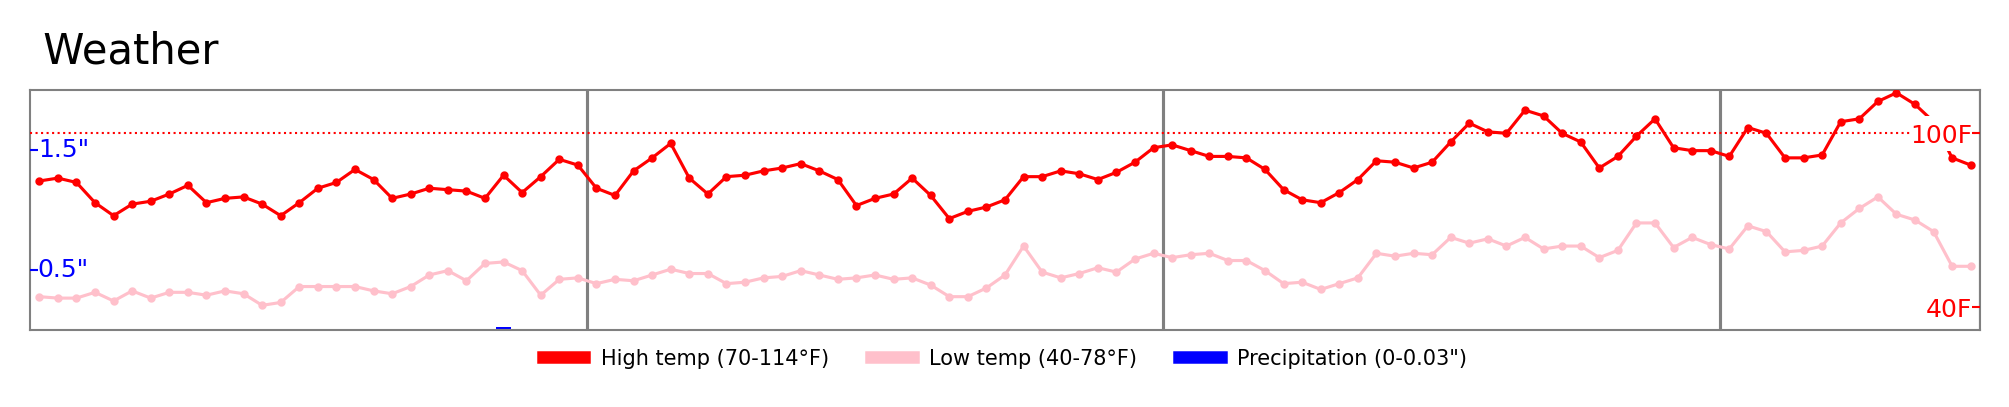 Weather
1.5"
100F
0.5"
40F
High temp (70-114°F)
Low temp (40-78°F)
Precipitation (0-0.03")